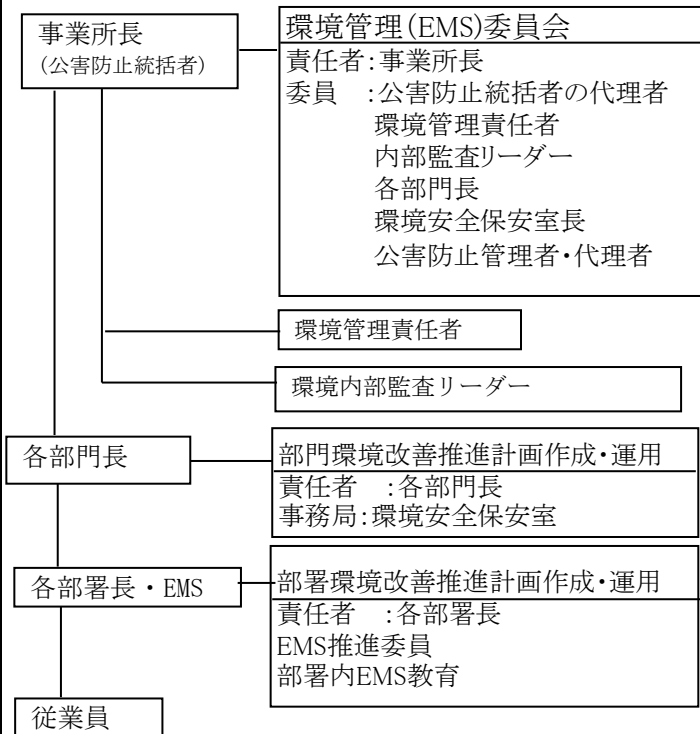 事業所長
(公害防止統括者)
環境管理(EMS)委員会
責任者:事業所長
委員　:公害防止統括者の代理者
環境管理責任者
内部監査リーダー
各部門長
環境安全保安室長
公害防止管理者・代理者
環境管理責任者
環境内部監査リーダー
各部門長
部門環境改善推進計画作成・運用
責任者　:各部門長
事務局:環境安全保安室
各部署長・EMS
部署環境改善推進計画作成・運用
責任者　:各部署長
EMS推進委員
部署内EMS教育
従業員